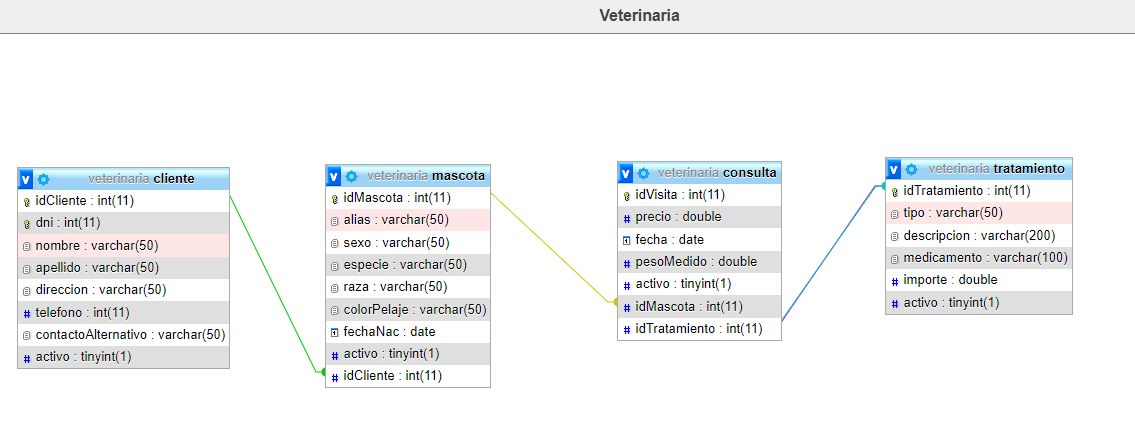 Veterinaria
v veterinaria cliente
idCliente : int(11)
dni : int(11)
nombre : varchar(50)
apellido : varchar(50)
direccion : varchar(50)
# telefono : int(11)
contactoAlternativo : varchar(50)
# activo : tinyint(1)
v veterinaria mascota
idMascota : int(11)
alias : varchar(50)
sexo : varchar(50)
especie : varchar(50)
raza : varchar(50)
colorPelaje : varchar(50)
fechaNac : date
# activo : tinyint(1)
# idCliente : int(11)
v veterinaria consulta
idVisita : int(11)
# precio : double
fecha : date
# pesoMedido : double
# activo : tinyint(1)
# idMascota : int(11)
# idTratamiento : int(11)
v veterinaria tratamiento
idTratamiento : int(11)
tipo : varchar(50)
descripcion : varchar(200)
medicamento : varchar(100)
# importe : double
# activo : tinyint(1)